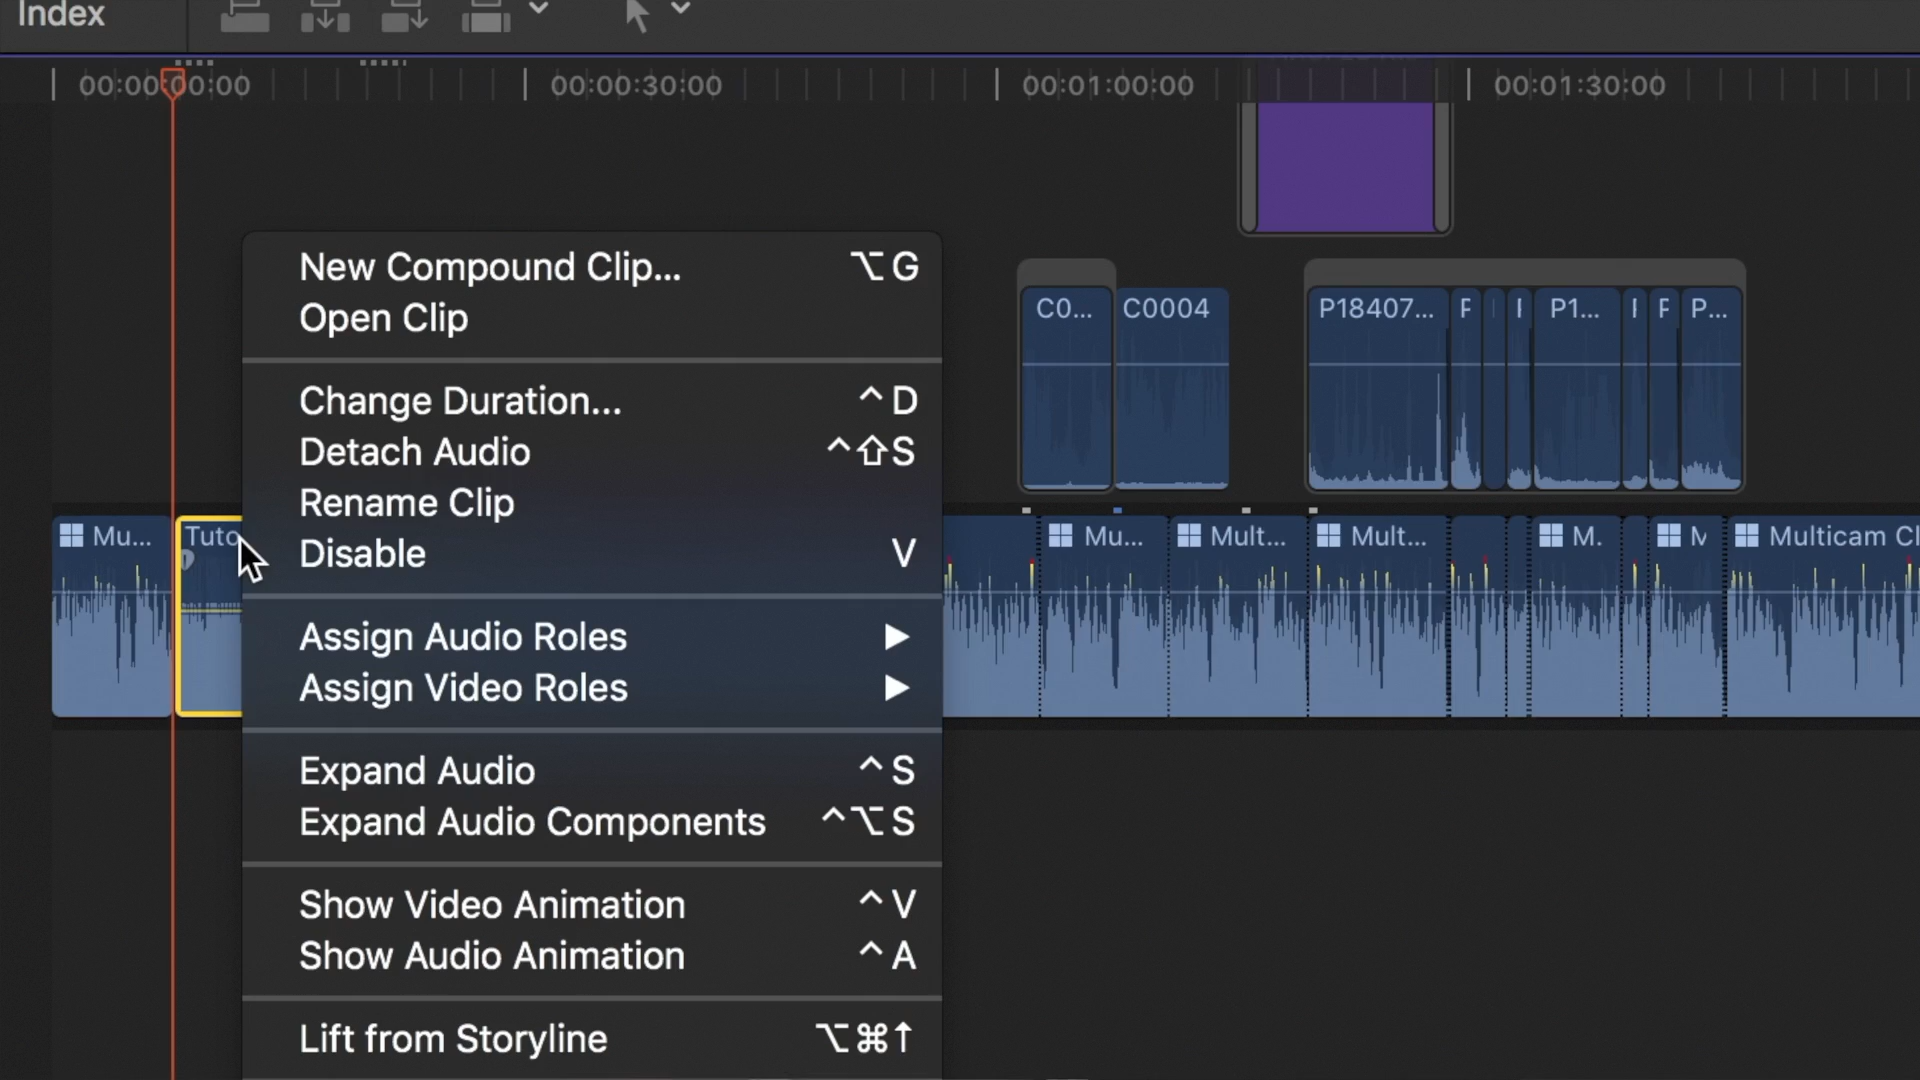 Index
00:00:00:00
00:00:30:00
00:01:00:00
00:01:30:00
New Compound Clip... ⌥G
Open Clip
Change Duration... ^D
Detach Audio ^⇧S
Rename Clip
Disable V
Assign Audio Roles ▶
Assign Video Roles ▶
Expand Audio ^S
Expand Audio Components ^⌥S
Show Video Animation ^V
Show Audio Animation ^A
Lift from Storyline ⌥⌘↑
C0...
C0004
P18407...
P1...
P...
Mu...
Tuto
Mu...
Mult...
Mult...
M.
M
Multicam Cl